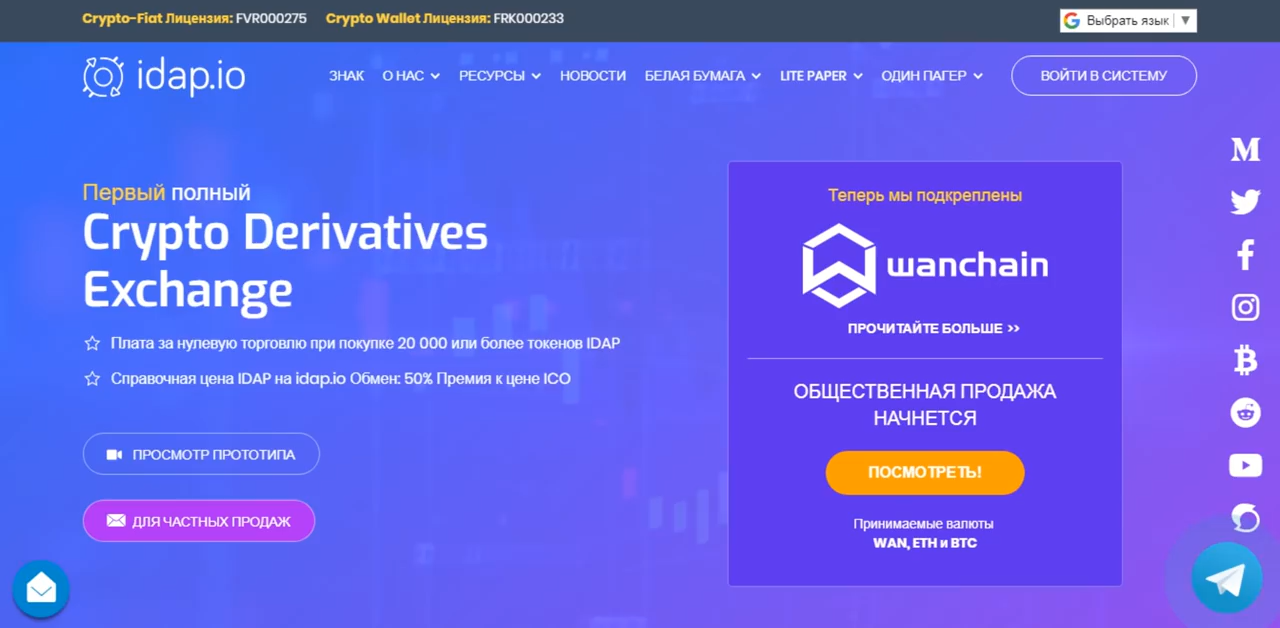 Crypto-Fiat Лицензия: FVR000275 Crypto Wallet Лицензия: FRK000233
Выбрать язык
idap.io
ЗНАК О НАС РЕСУРСЫ НОВОСТИ БЕЛАЯ БУМАГА LITE PAPER ОДИН ПАГЕР
ВОЙТИ В СИСТЕМУ
Первый полный
Crypto Derivatives
Exchange
Плата за нулевую торговлю при покупке 20 000 или более токенов IDAP
Справочная цена IDAP на idap.io Обмен: 50% Премия к цене ICO
ПРОСМОТР ПРОТОТИПА
ДЛЯ ЧАСТНЫХ ПРОДАЖ
Теперь мы подкреплены
wanchain
ПРОЧИТАЙТЕ БОЛЬШЕ >>
ОБЩЕСТВЕННАЯ ПРОДАЖА
НАЧНЕТСЯ
ПОСМОТРЕТЬ!
Принимаемые валюты
WAN, ETH и BTC